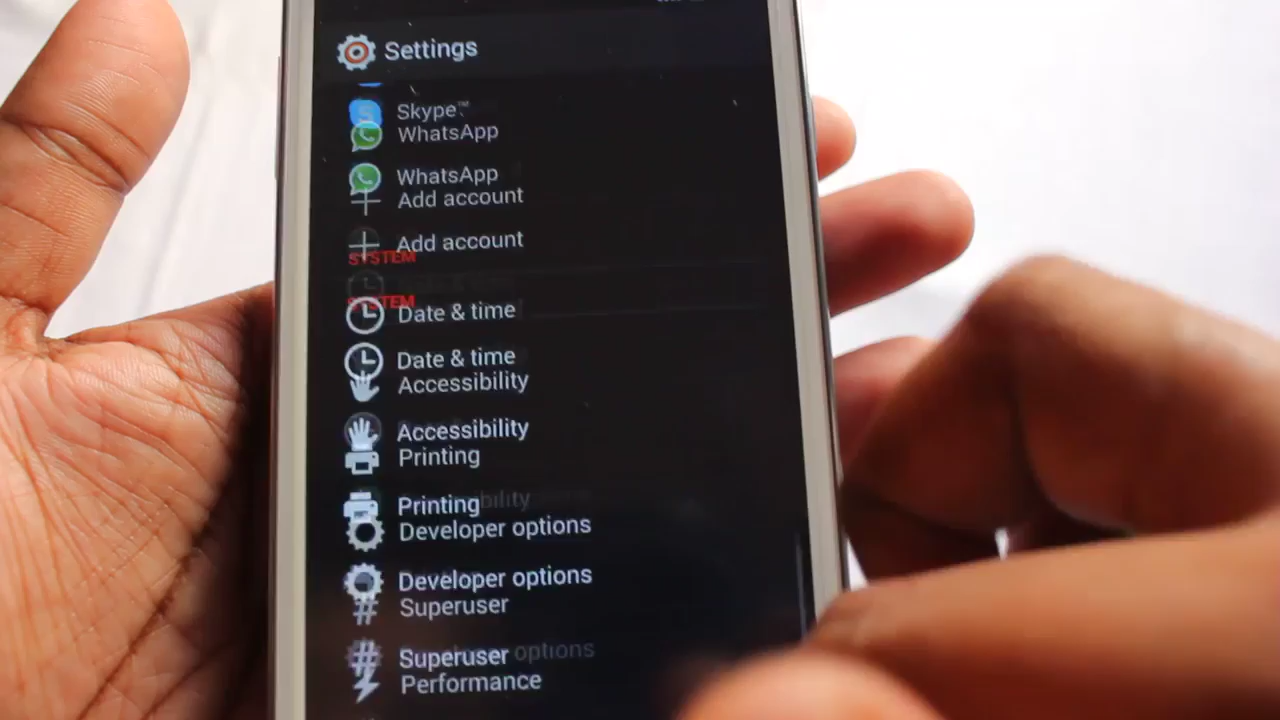 Settings
Skype™
WhatsApp
WhatsApp
Add account
Add account
SYSTEM
SYSTEM
Date & time
Date & time
Accessibility
Accessibility
Printing
Printing
Developer options
Developer options
Superuser
Superuser options
Performance